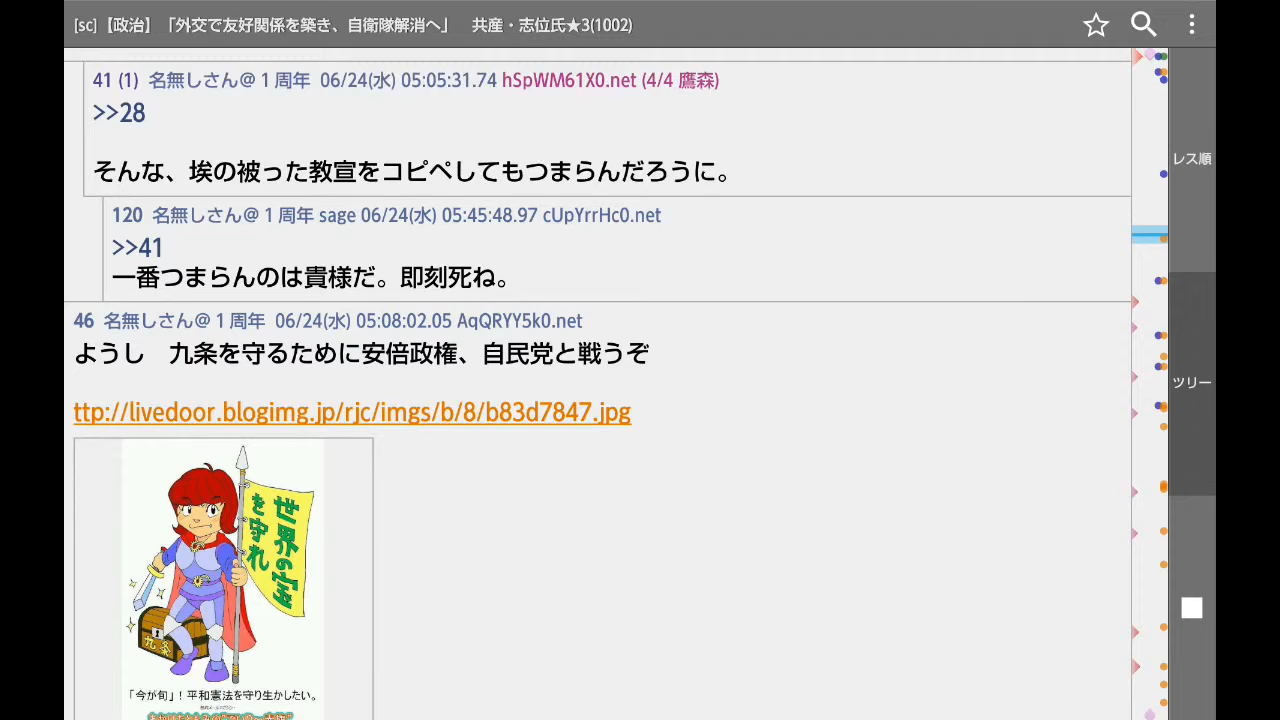 [sc]【政治】「外交で友好関係を築き、自衛隊解消へ」　共産・志位氏★3(1002)
41 (1) 名無しさん@１周年 06/24(水) 05:05:31.74 hSpWM61X0.net (4/4 鷹森)
>>28
そんな、埃の被った教宣をコピペしてもつまらんだろうに。
レス順
120 名無しさん@１周年 sage 06/24(水) 05:45:48.97 cUpYrrHc0.net
>>41
一番つまらんのは貴様だ。即刻死ね。
46 名無しさん@１周年 06/24(水) 05:08:02.05 AqQRYY5k0.net
ようし　九条を守るために安倍政権、自民党と戦うぞ
ツリー
ttp://livedoor.blogimg.jp/rjc/imgs/b/8/b83d7847.jpg
世界の宝
を守れ
九条
「今が旬」！平和憲法を守り生かしたい。